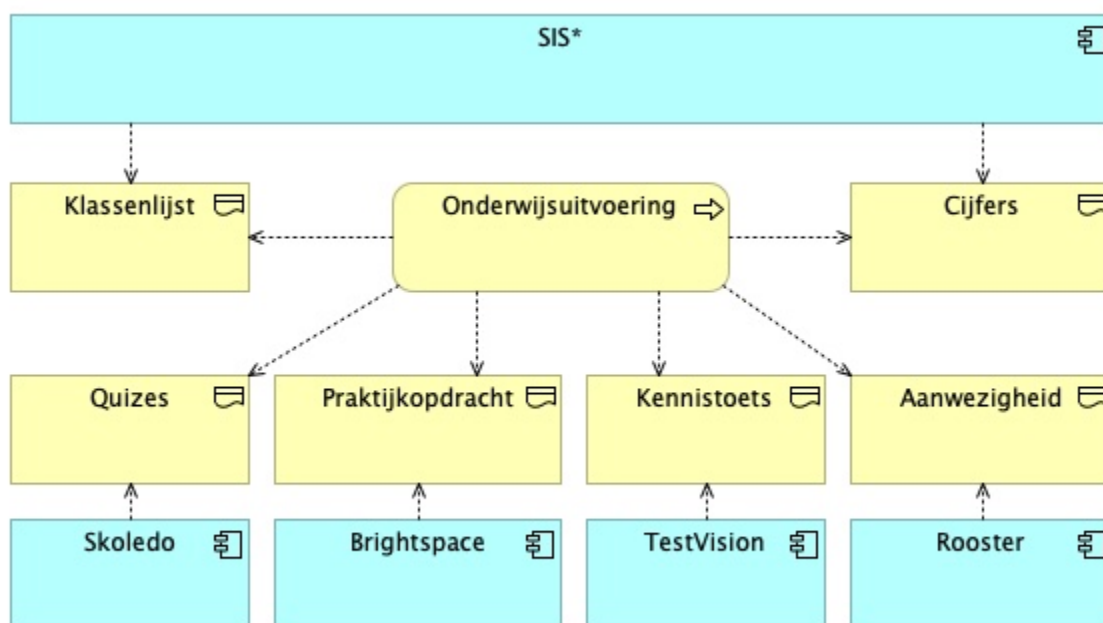 SIS*
Klassenlijst
Onderwijsuitvoering
Cijfers
Quizes
Praktijkopdracht
Kennistoets
Aanwezigheid
Skoledo
Brightspace
TestVision
Rooster